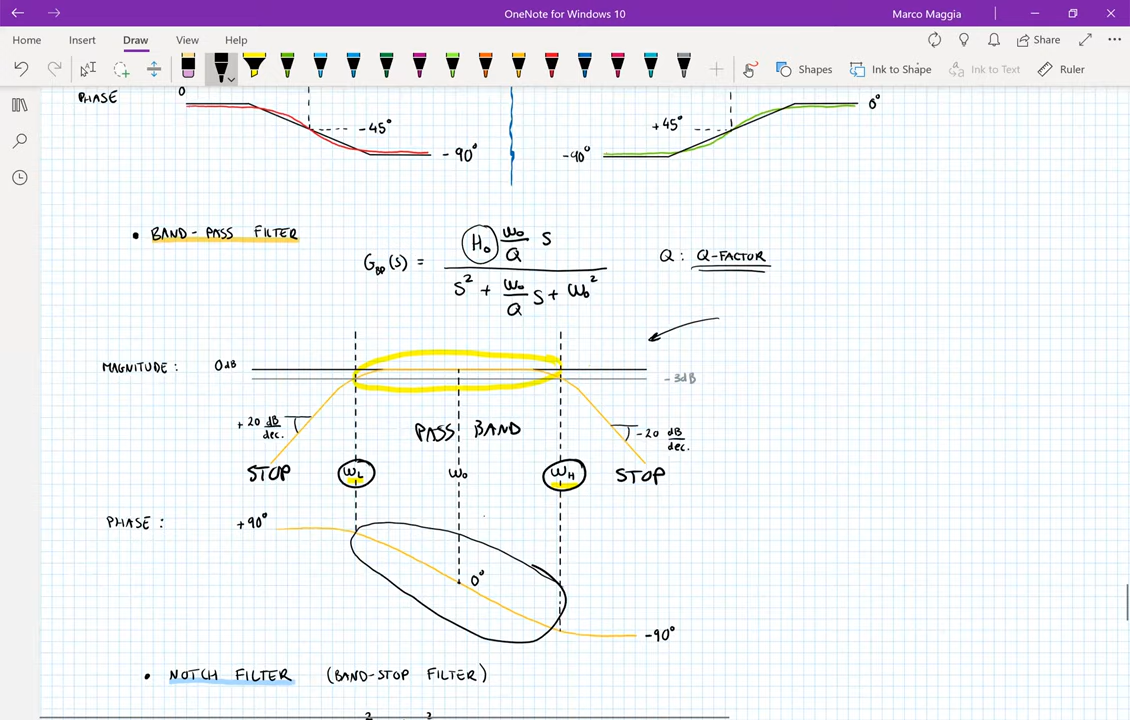 OneNote for Windows 10
Marco Maggia
Home Insert Draw View Help
Share
Shapes
Ink to Shape
Ink to Text
Ruler
PHASE 0
-45°
-90°
0°
+45°
-90°
• BAND-PASS FILTER
G_BP(s) = (H₀ ω₀/Q s) / (s² + ω₀/Q s + ω₀²)
Q : Q-FACTOR
MAGNITUDE : 0dB
-3dB
+20 dB/dec.
PASS BAND
-20 dB/dec.
STOP ω_L ω₀ ω_H STOP
PHASE : +90°
0°
-90°
• NOTCH FILTER (BAND-STOP FILTER)
2 2